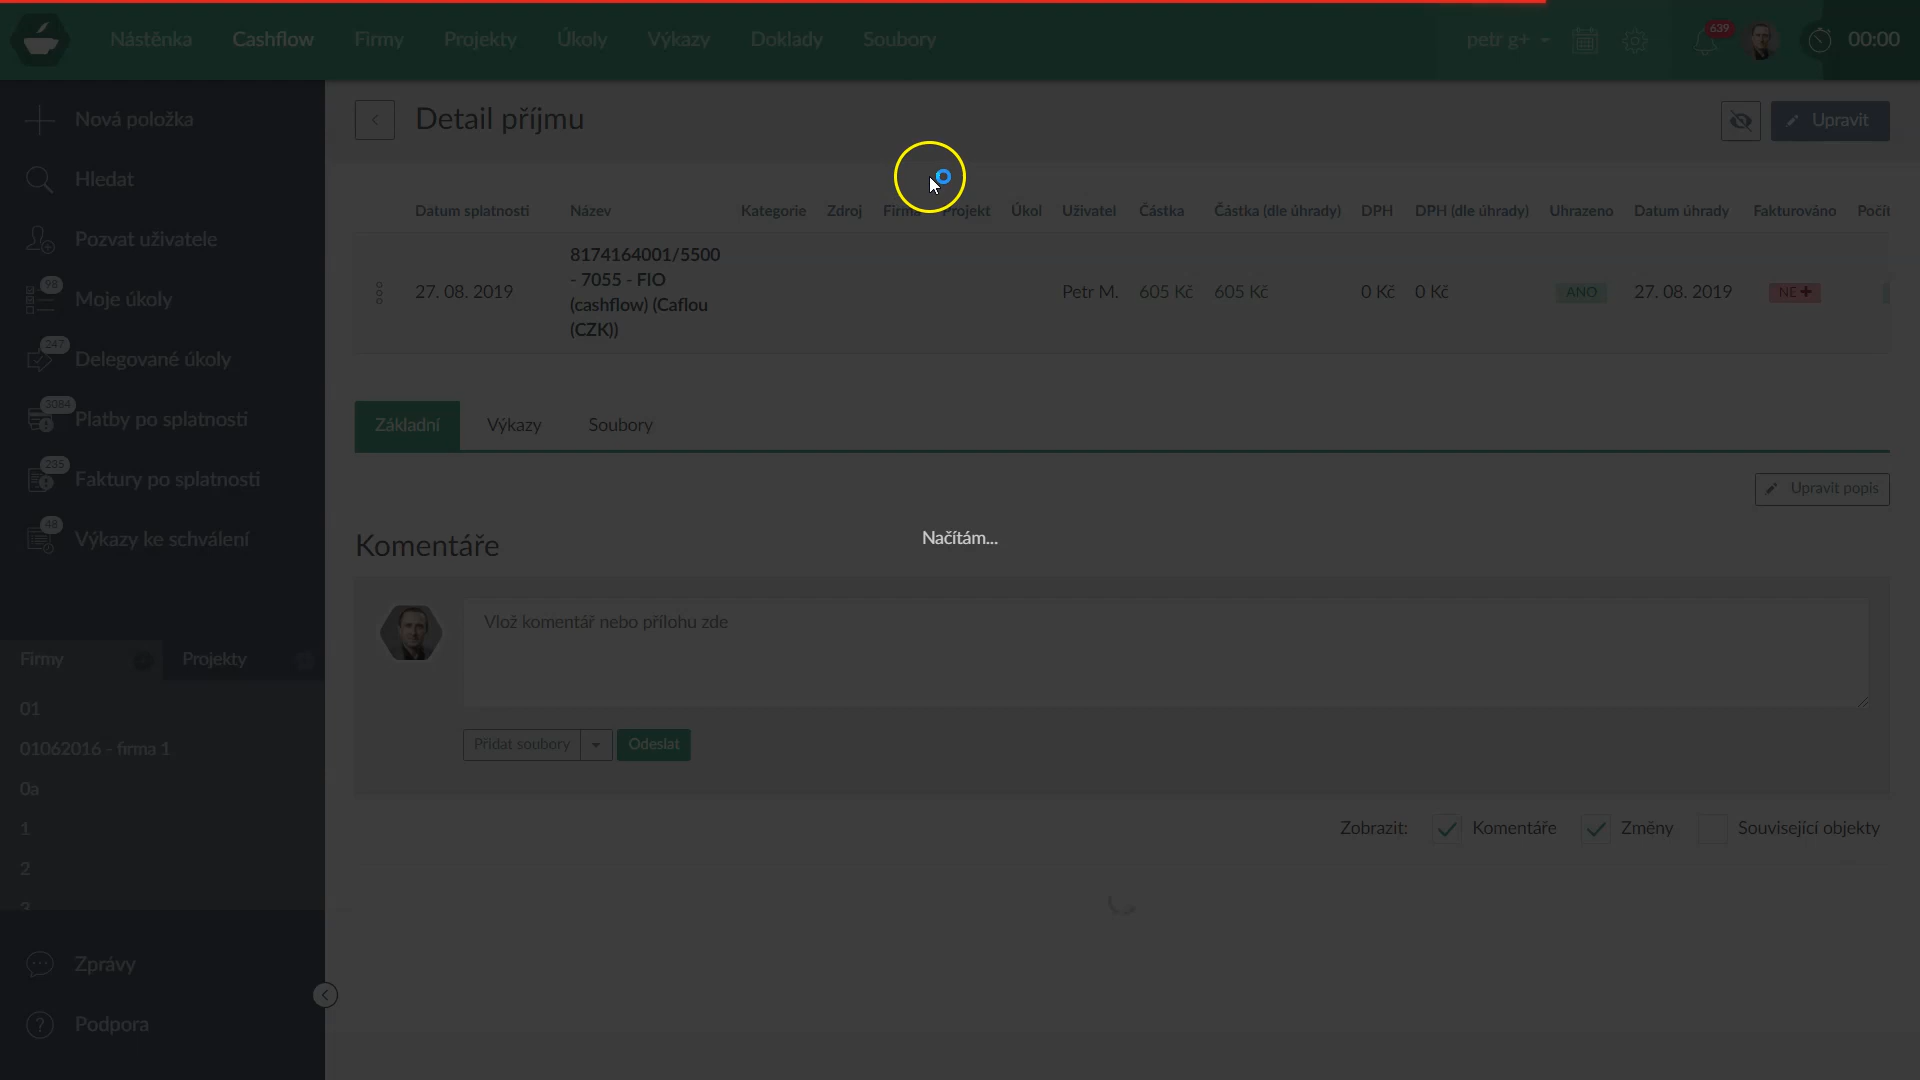 Nástěnka Cashflow Firmy Projekty Úkoly Výkazy Doklady Soubory petr g+ 639 00:00
Nová položka
Hledat
Pozvat uživatele
98
Moje úkoly
247
Delegované úkoly
3084
Platby po splatnosti
235
Faktury po splatnosti
48
Výkazy ke schválení
Firmy Projekty
01
01062016 - firma 1
0a
1
2
3
Zprávy
Podpora
Detail příjmu Upravit
Datum splatnosti Název Kategorie Zdroj Firma Projekt Úkol Uživatel Částka Částka (dle úhrady) DPH DPH (dle úhrady) Uhrazeno Datum úhrady Fakturováno Počít
27. 08. 2019 8174164001/5500 Petr M. 605 Kč 605 Kč 0 Kč 0 Kč ANO 27. 08. 2019 NE +
- 7055 - FIO
(cashflow) (Caflou
(CZK))
Základní Výkazy Soubory
Upravit popis
Načítám...
Komentáře
Vlož komentář nebo přílohu zde
Přidat soubory Odeslat
Zobrazit: Komentáře Změny Související objekty